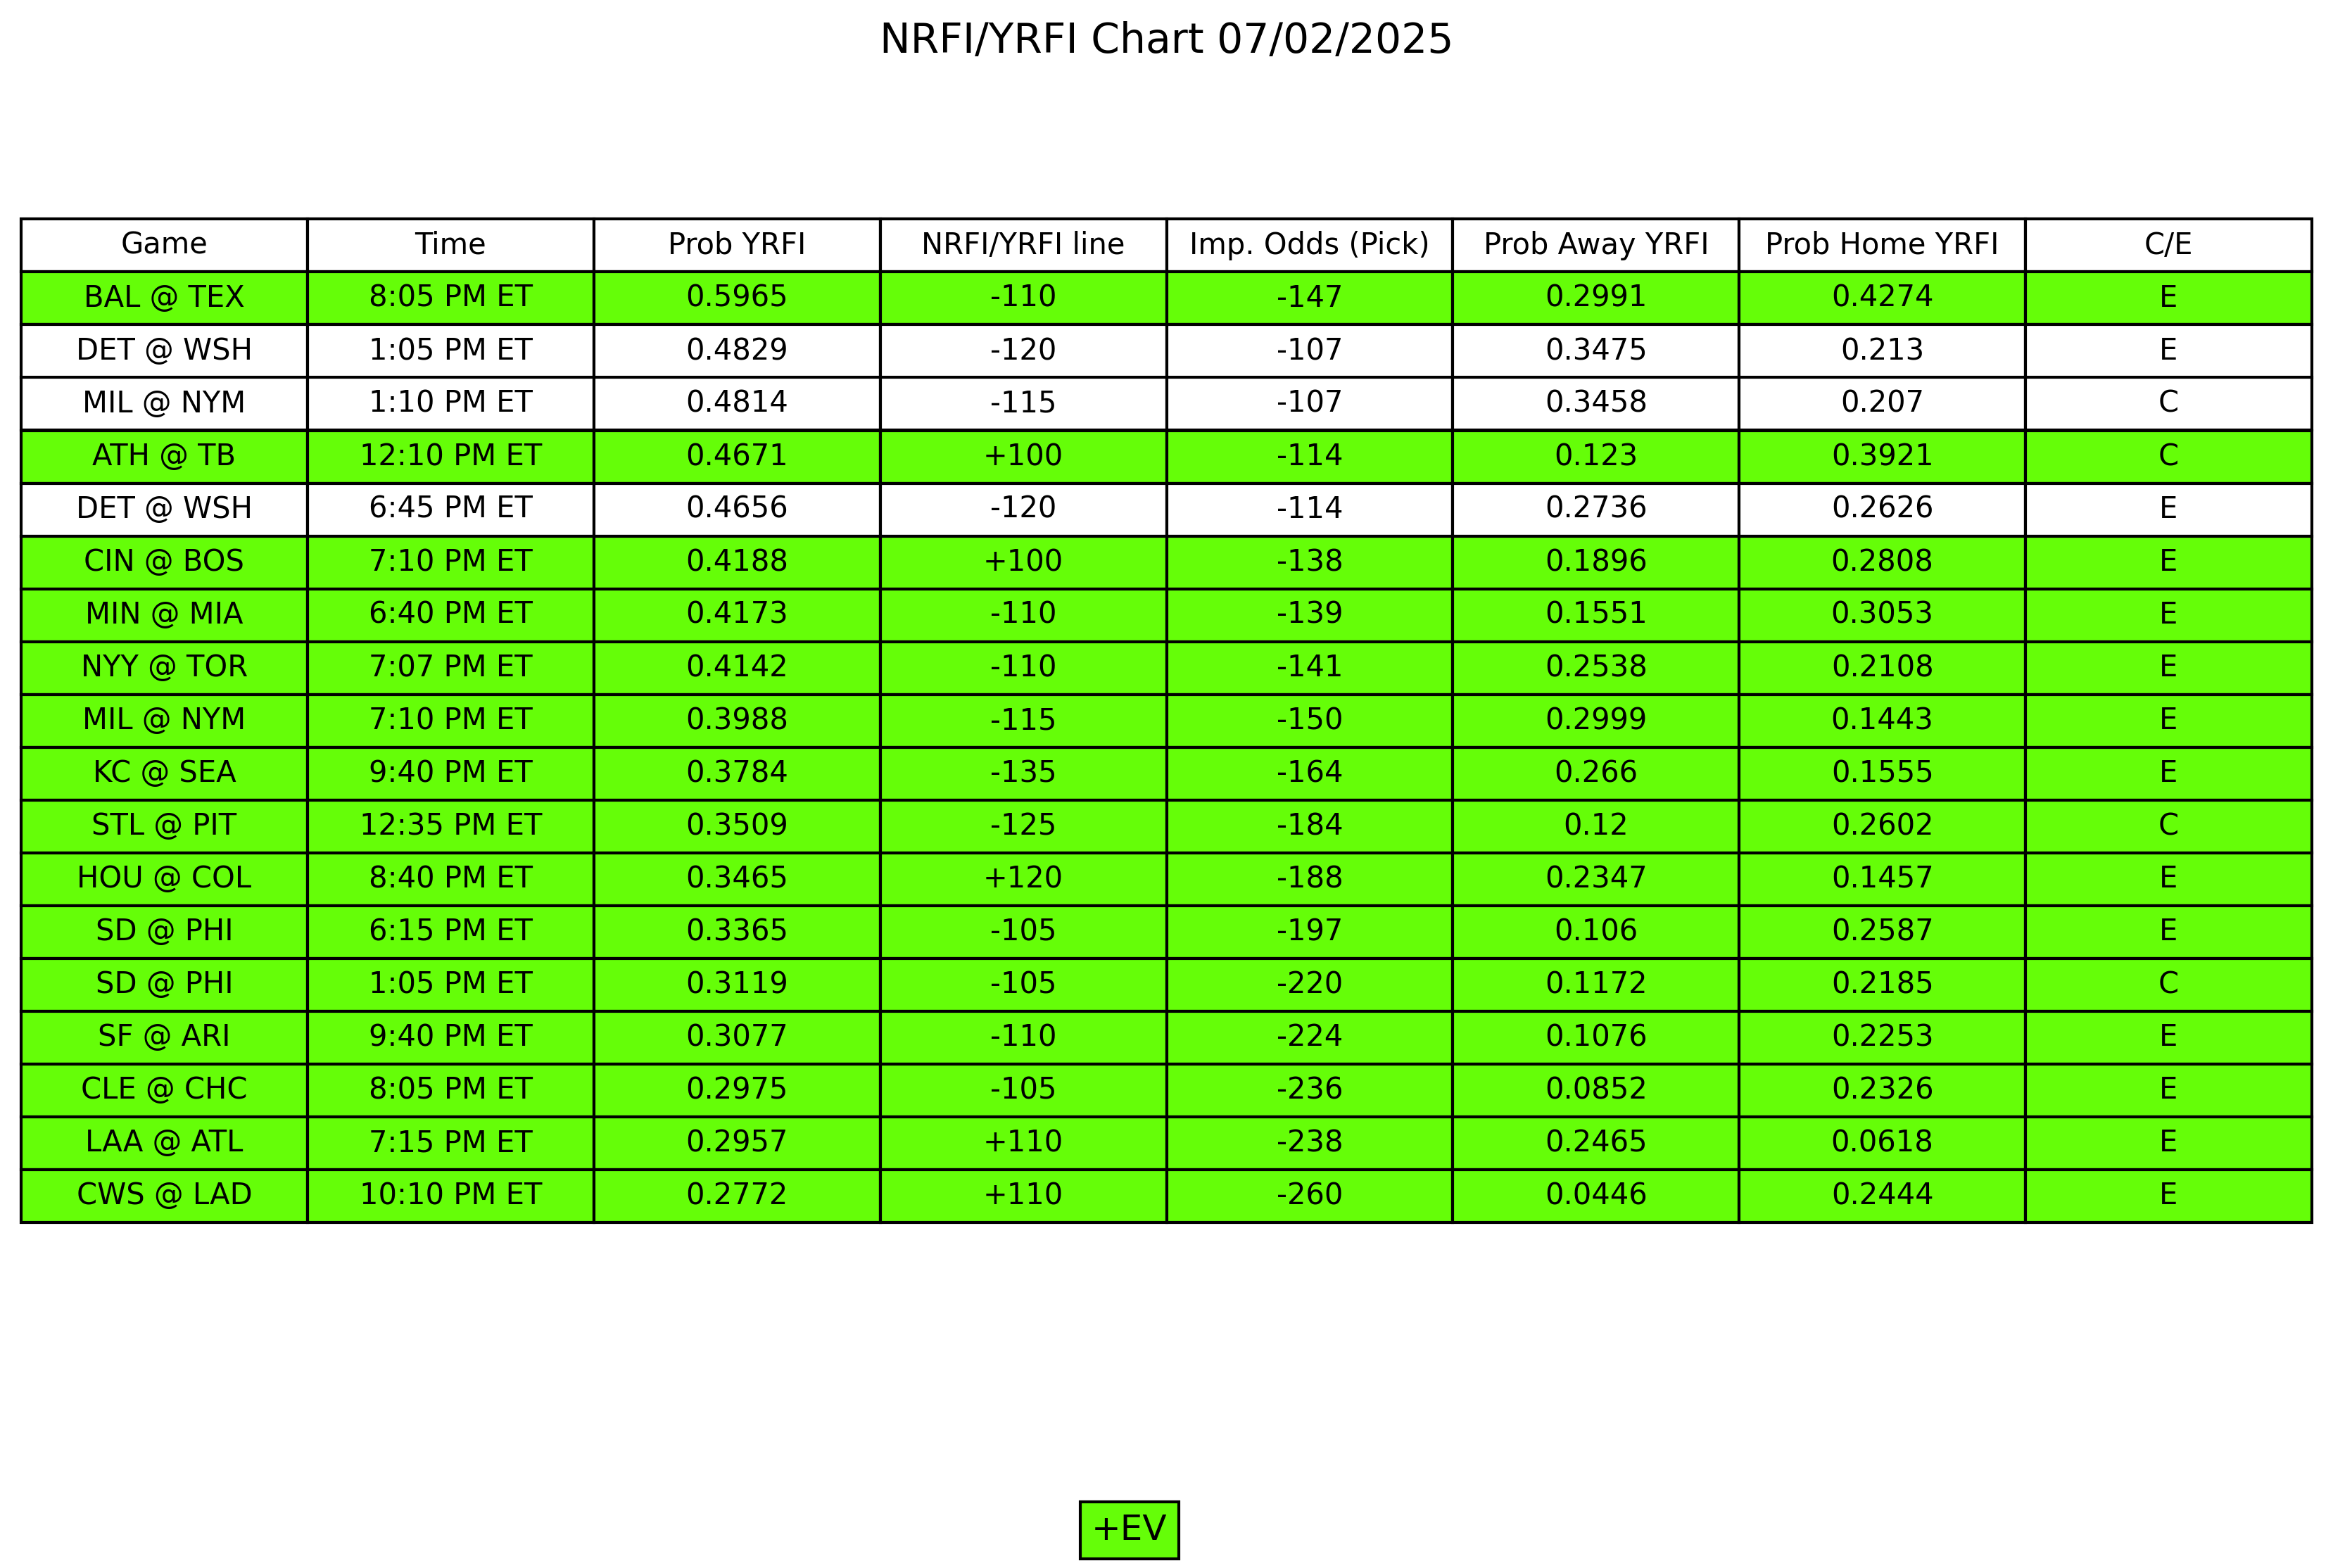 NRFI/YRFI Chart 07/02/2025
Game Time Prob YRFI NRFI/YRFI line Imp. Odds (Pick) Prob Away YRFI Prob Home YRFI C/E
BAL @ TEX 8:05 PM ET 0.5965 -110 -147 0.2991 0.4274 E
DET @ WSH 1:05 PM ET 0.4829 -120 -107 0.3475 0.213 E
MIL @ NYM 1:10 PM ET 0.4814 -115 -107 0.3458 0.207 C
ATH @ TB 12:10 PM ET 0.4671 +100 -114 0.123 0.3921 C
DET @ WSH 6:45 PM ET 0.4656 -120 -114 0.2736 0.2626 E
CIN @ BOS 7:10 PM ET 0.4188 +100 -138 0.1896 0.2808 E
MIN @ MIA 6:40 PM ET 0.4173 -110 -139 0.1551 0.3053 E
NYY @ TOR 7:07 PM ET 0.4142 -110 -141 0.2538 0.2108 E
MIL @ NYM 7:10 PM ET 0.3988 -115 -150 0.2999 0.1443 E
KC @ SEA 9:40 PM ET 0.3784 -135 -164 0.266 0.1555 E
STL @ PIT 12:35 PM ET 0.3509 -125 -184 0.12 0.2602 C
HOU @ COL 8:40 PM ET 0.3465 +120 -188 0.2347 0.1457 E
SD @ PHI 6:15 PM ET 0.3365 -105 -197 0.106 0.2587 E
SD @ PHI 1:05 PM ET 0.3119 -105 -220 0.1172 0.2185 C
SF @ ARI 9:40 PM ET 0.3077 -110 -224 0.1076 0.2253 E
CLE @ CHC 8:05 PM ET 0.2975 -105 -236 0.0852 0.2326 E
LAA @ ATL 7:15 PM ET 0.2957 +110 -238 0.2465 0.0618 E
CWS @ LAD 10:10 PM ET 0.2772 +110 -260 0.0446 0.2444 E
+EV